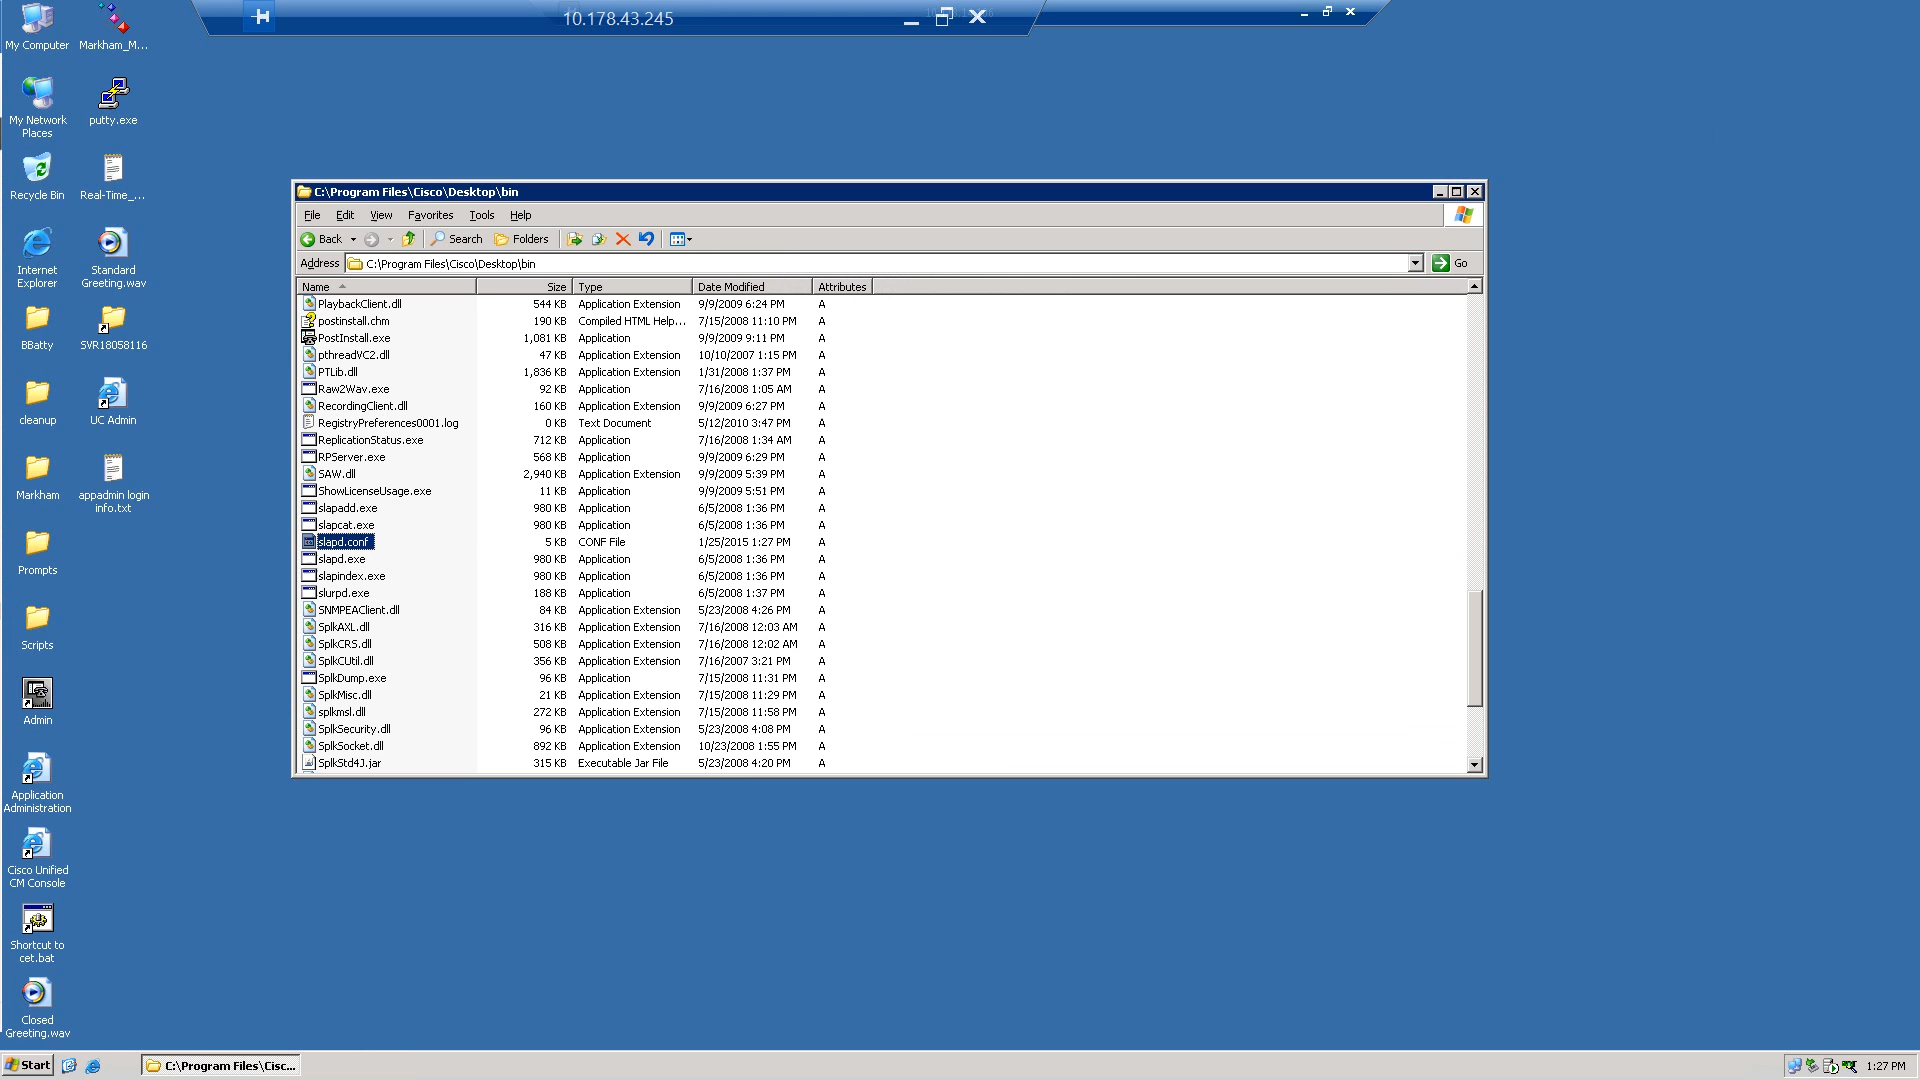 10.178.43.245
My Computer
Markham_M...
My Network
Places
putty.exe
Recycle Bin
Real-Time_...
Internet
Explorer
Standard
Greeting.wav
BBatty
SVR18058116
cleanup
UC Admin
Markham
appadmin login
info.txt
Prompts
Scripts
Admin
Application
Administration
Cisco Unified
CM Console
Shortcut to
cet.bat
Closed
Greeting.wav
C:\Program Files\Cisco\Desktop\bin
File Edit View Favorites Tools Help
Back Search Folders
Address C:\Program Files\Cisco\Desktop\bin Go
Name Size Type Date Modified Attributes
PlaybackClient.dll 544 KB Application Extension 9/9/2009 6:24 PM A
postinstall.chm 190 KB Compiled HTML Help... 7/15/2008 11:10 PM A
PostInstall.exe 1,081 KB Application 9/9/2009 9:11 PM A
pthreadVC2.dll 47 KB Application Extension 10/10/2007 1:15 PM A
PTLib.dll 1,836 KB Application Extension 1/31/2008 1:37 PM A
Raw2Wav.exe 92 KB Application 7/16/2008 1:05 AM A
RecordingClient.dll 160 KB Application Extension 9/9/2009 6:27 PM A
RegistryPreferences0001.log 0 KB Text Document 5/12/2010 3:47 PM A
ReplicationStatus.exe 712 KB Application 7/16/2008 1:34 AM A
RPServer.exe 568 KB Application 9/9/2009 6:29 PM A
SAW.dll 2,940 KB Application Extension 9/9/2009 5:39 PM A
ShowLicenseUsage.exe 11 KB Application 9/9/2009 5:51 PM A
slapadd.exe 980 KB Application 6/5/2008 1:36 PM A
slapcat.exe 980 KB Application 6/5/2008 1:36 PM A
slapd.conf 5 KB CONF File 1/25/2015 1:27 PM A
slapd.exe 980 KB Application 6/5/2008 1:36 PM A
slapindex.exe 980 KB Application 6/5/2008 1:36 PM A
slurpd.exe 188 KB Application 6/5/2008 1:37 PM A
SNMPEAClient.dll 84 KB Application Extension 5/23/2008 4:26 PM A
SplkAXL.dll 316 KB Application Extension 7/16/2008 12:03 AM A
SplkCRS.dll 508 KB Application Extension 7/16/2008 12:02 AM A
SplkCUtil.dll 356 KB Application Extension 7/16/2007 3:21 PM A
SplkDump.exe 96 KB Application 7/15/2008 11:31 PM A
SplkMisc.dll 21 KB Application Extension 7/15/2008 11:29 PM A
splkmsl.dll 272 KB Application Extension 7/15/2008 11:58 PM A
SplkSecurity.dll 96 KB Application Extension 5/23/2008 4:08 PM A
SplkSocket.dll 892 KB Application Extension 10/23/2008 1:55 PM A
SplkStd4J.jar 315 KB Executable Jar File 5/23/2008 4:20 PM A
Start C:\Program Files\Cisc... 1:27 PM